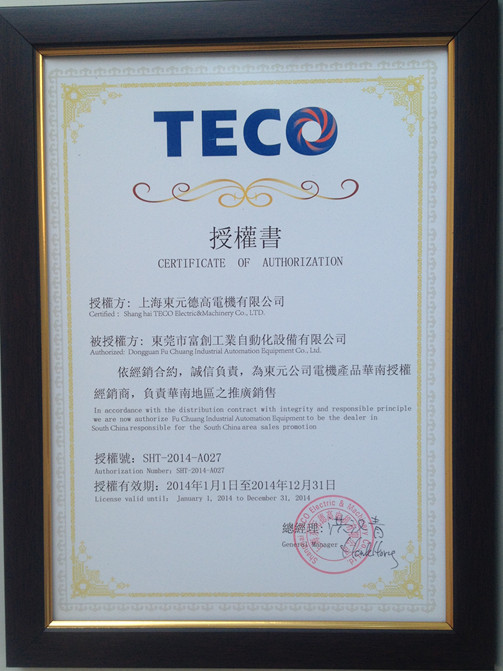 TECO
授權書
CERTIFICATE OF AUTHORIZATION
授權方: 上海東元德高電機有限公司
Certified : Shang hai TECO Electric&Machinery Co., LTD.
被授權方: 東莞市富創工業自動化設備有限公司
Authorized: Dongguan Fu Chuang Industrial Automation Equipment Co., Ltd.
依經銷合約，誠信負責，為東元公司電機產品華南授權
經銷商，負責華南地區之推廣銷售
In accordance with the distribution contract with integrity and responsible principle
we are now authorize Fu Chuang Industrial Automation Equipment to be the dealer in
South China responsible for the South China area sales promotion
授權號: SHT-2014-A027
Authorization Number: SHT-2014-A027
授權有效期: 2014年1月1日至2014年12月31日
License valid until: January 1, 2014 to December 31, 2014
總經理:
General Manager